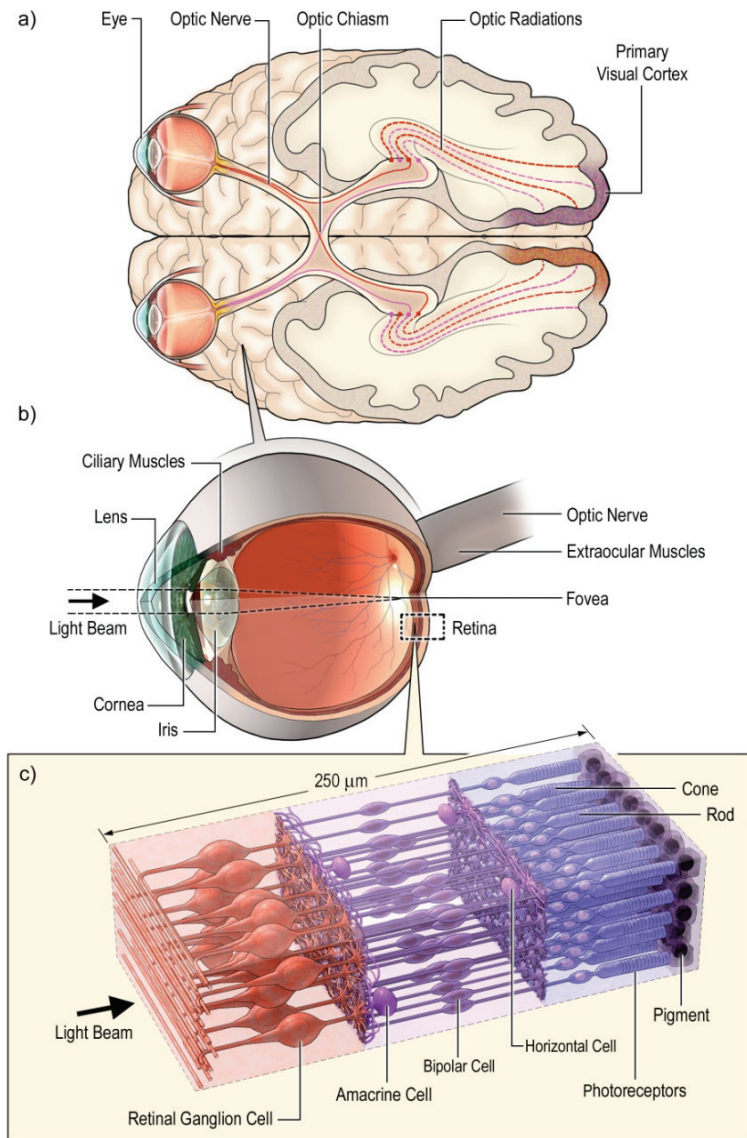 a)
Eye
Optic Nerve
Optic Chiasm
Optic Radiations
Primary
Visual Cortex
b)
Ciliary Muscles
Lens
Optic Nerve
Extraocular Muscles
Fovea
Light Beam
Retina
Cornea
Iris
c)
250 µm
Cone
Rod
Light Beam
Pigment
Horizontal Cell
Bipolar Cell
Photoreceptors
Amacrine Cell
Retinal Ganglion Cell